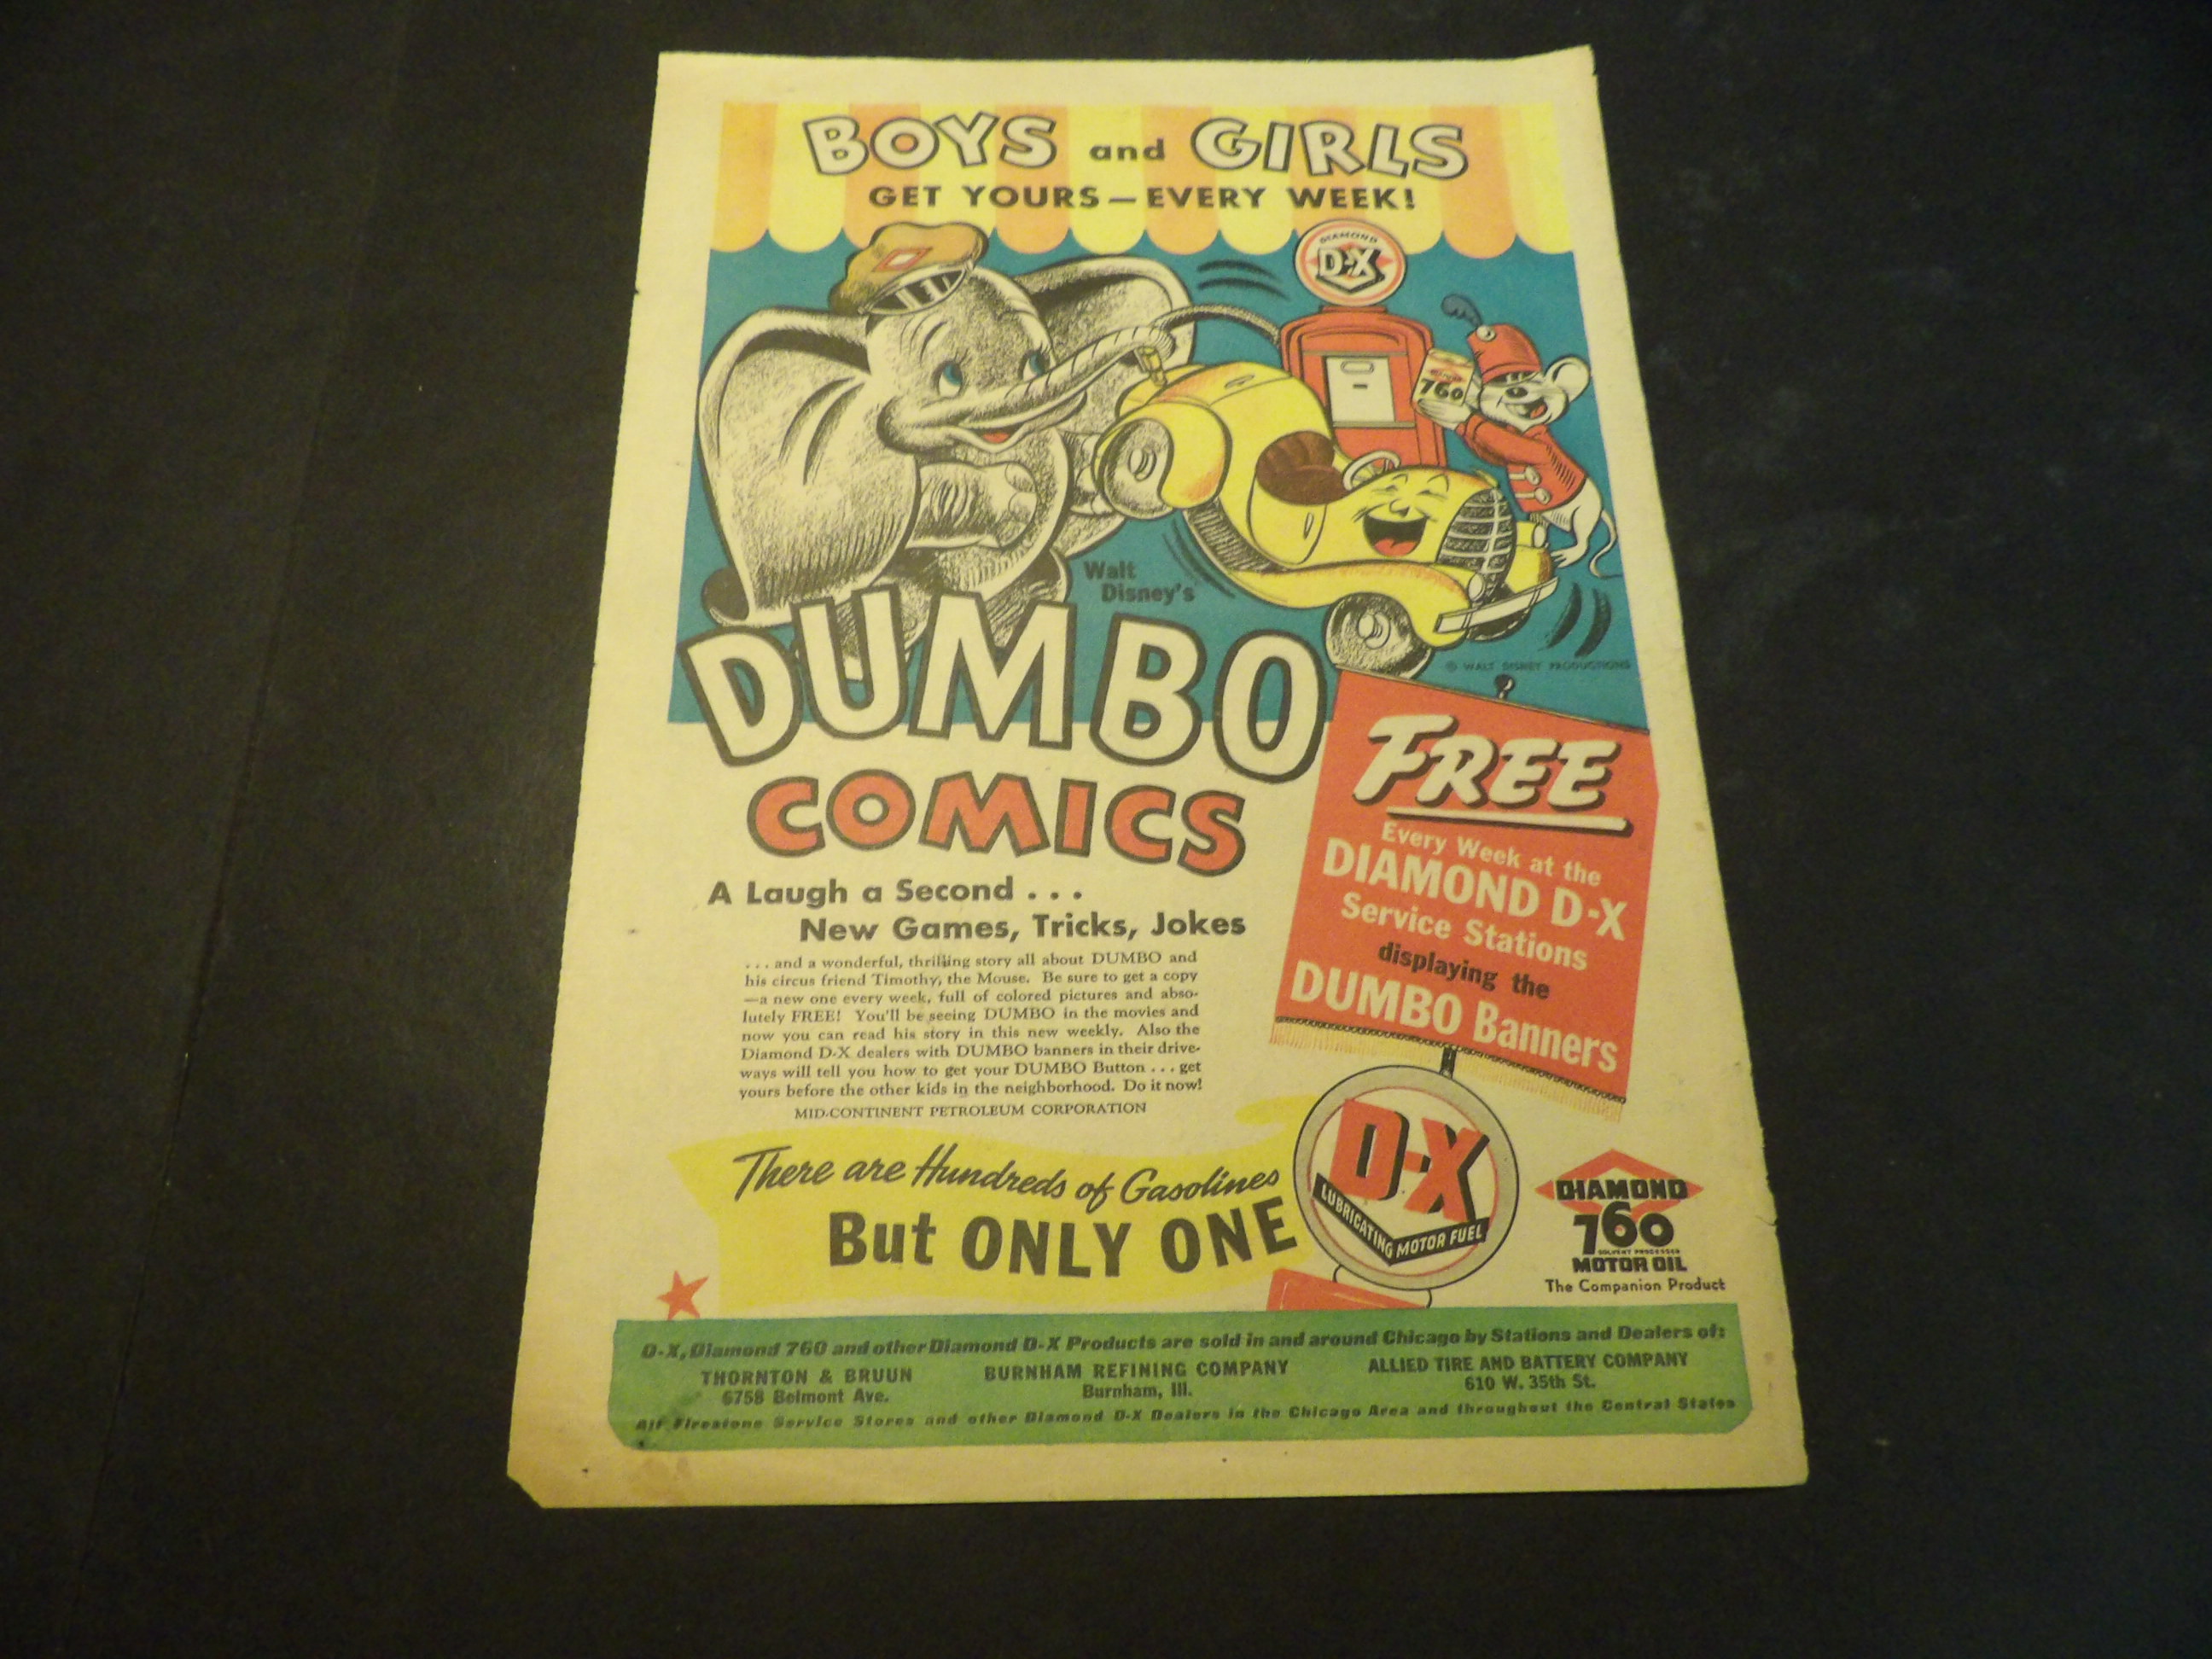 BOYS and GIRLS
GET YOURS—EVERY WEEK!
DIAMOND
D-X
760
Walt
Disney's
DUMBO
COMICS
© WALT DISNEY PRODUCTIONS
FREE
Every Week at the
DIAMOND D-X
Service Stations
displaying the
DUMBO Banners
A Laugh a Second . . .
New Games, Tricks, Jokes
. . . and a wonderful, thrilling story all about DUMBO and
his circus friend Timothy, the Mouse. Be sure to get a copy
—a new one every week, full of colored pictures and abso-
lutely FREE! You'll be seeing DUMBO in the movies and
now you can read his story in this new weekly. Also the
Diamond D-X dealers with DUMBO banners in their drive-
ways will tell you how to get your DUMBO Button . . . get
yours before the other kids in the neighborhood. Do it now!
MID-CONTINENT PETROLEUM CORPORATION
There are Hundreds of Gasolines
But ONLY ONE
D-X
LUBRICATING MOTOR FUEL
DIAMOND
760
SOLVENT PROCESSED
MOTOR OIL
The Companion Product
D-X, Diamond 760 and other Diamond D-X Products are sold in and around Chicago by Stations and Dealers of:
THORNTON & BRUUN
6758 Belmont Ave.
BURNHAM REFINING COMPANY
Burnham, Ill.
ALLIED TIRE AND BATTERY COMPANY
610 W. 35th St.
All Firestone Service Stores and other Diamond D-X Dealers in the Chicago Area and throughout the Central States